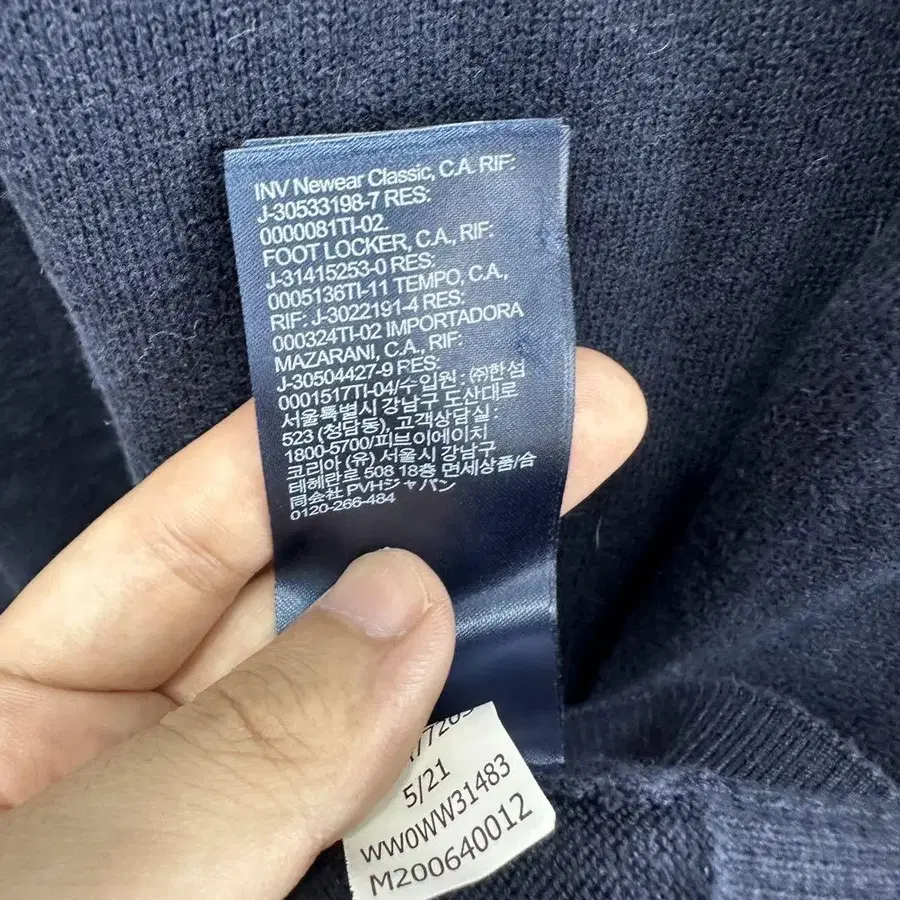 INV Newear Classic, C.A. RIF:
J-30533198-7 RES:
0000081TI-02.
FOOT LOCKER, C.A., RIF:
J-31415253-0 RES:
0005136TI-11 TEMPO, C.A.,
RIF: J-3022191-4 RES:
000324TI-02 IMPORTADORA
MAZARANI, C.A., RIF:
J-30504427-9 RES:
0001517TI-04/수입원 : ㈜한섬
서울특별시 강남구 도산대로
523 (청담동), 고객상담실 :
1800-5700/피브이에이치
코리아 (유) 서울시 강남구
테헤란로 508 18층 면세상품/合
同会社 PVHジャパン
0120-266-484
5/21
WW0WW31483
M200640012